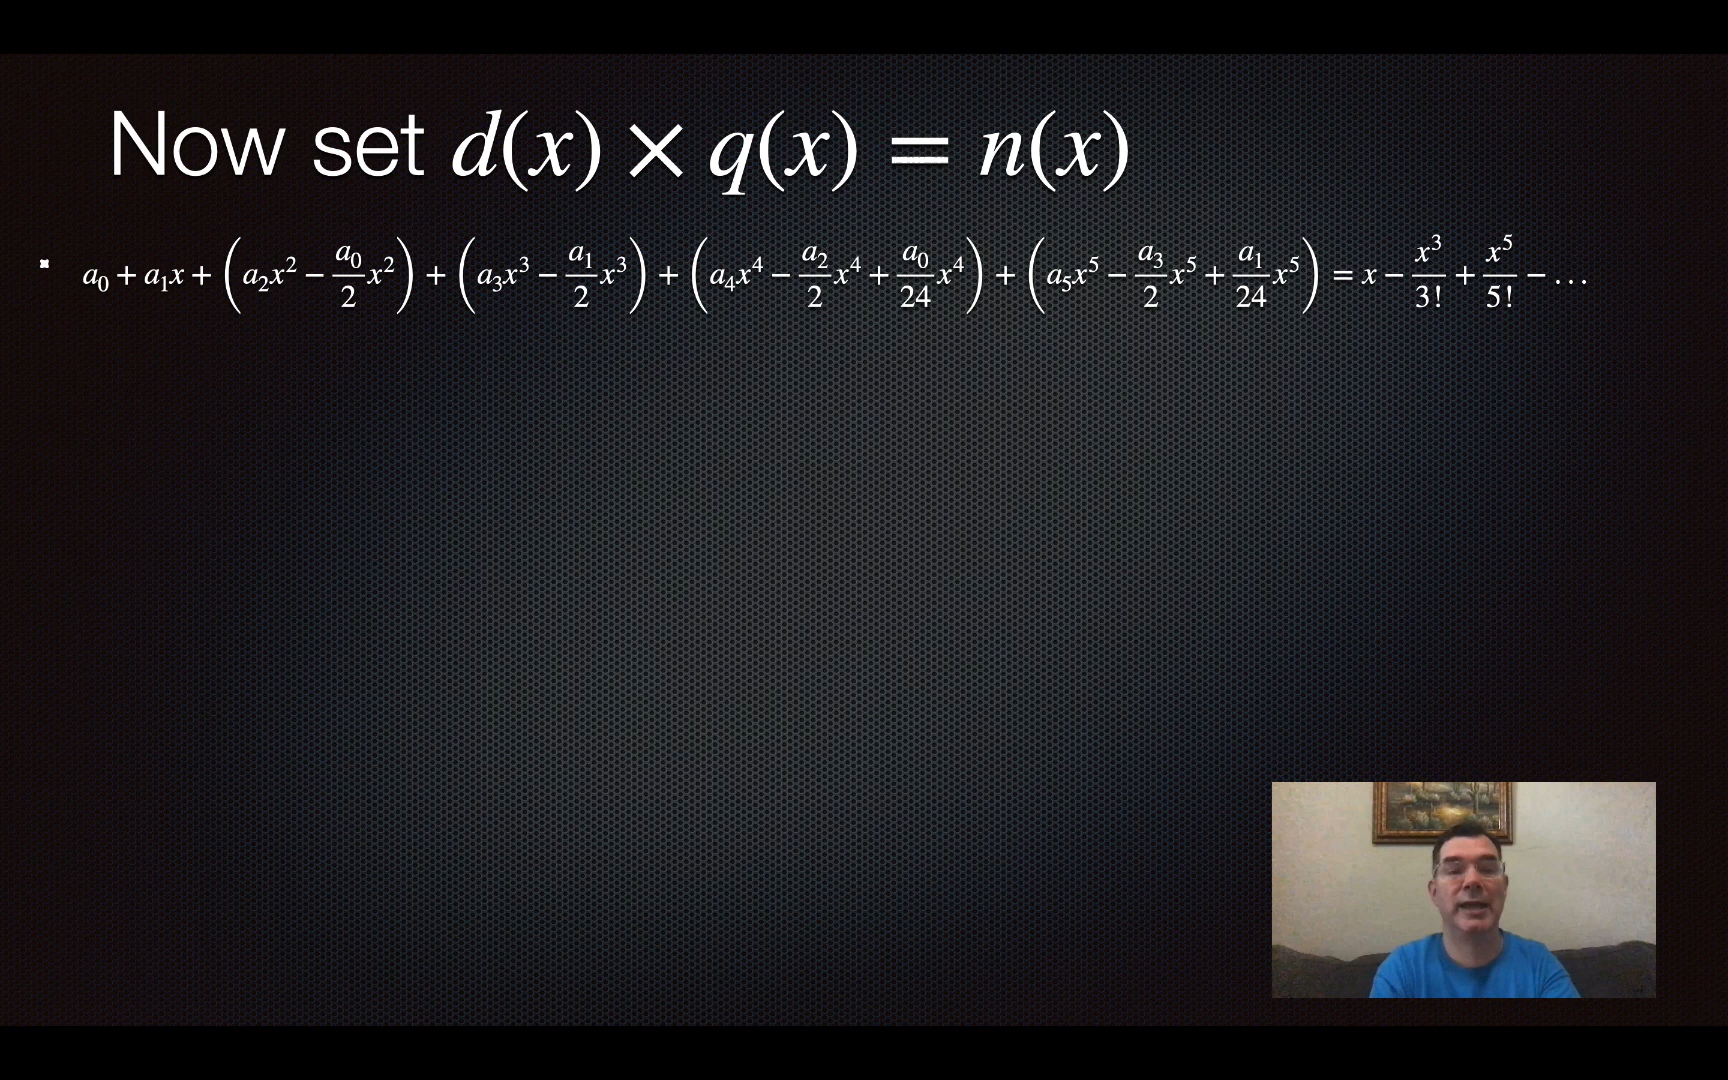 Now set d(x) × q(x) = n(x)
a₀ + a₁x + (a₂x² − a₀/2 x²) + (a₃x³ − a₁/2 x³) + (a₄x⁴ − a₂/2 x⁴ + a₀/24 x⁴) + (a₅x⁵ − a₃/2 x⁵ + a₁/24 x⁵) = x − x³/3! + x⁵/5! − …